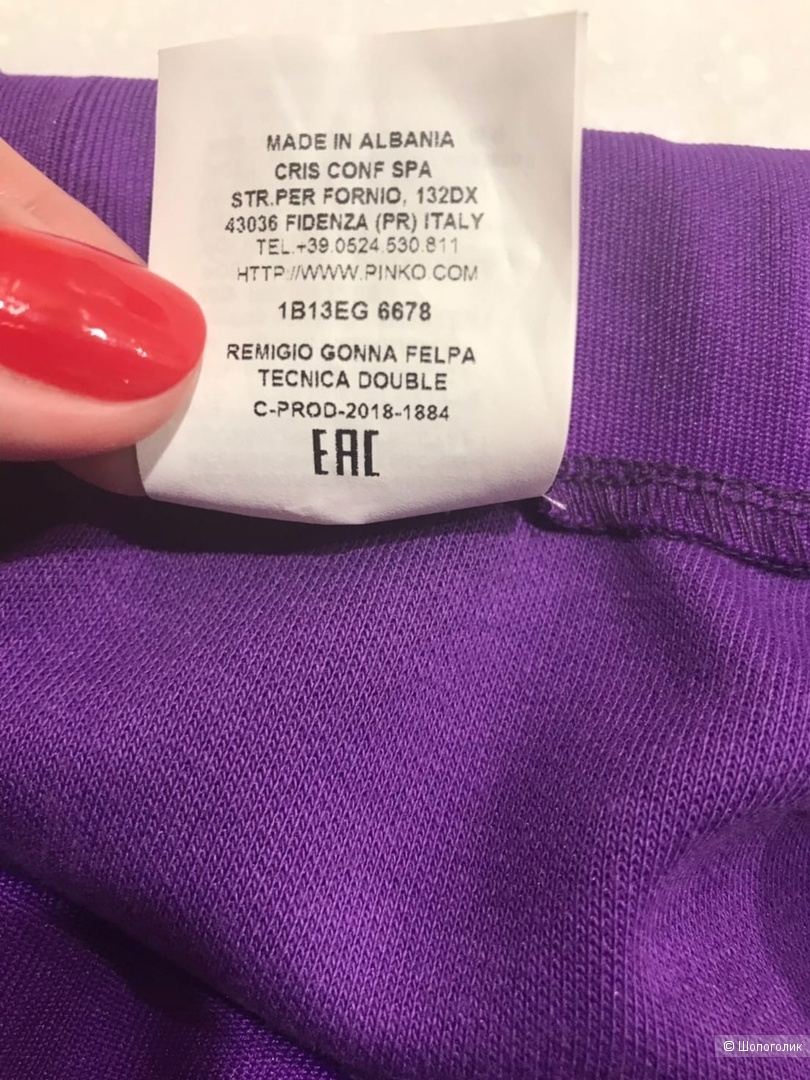 MADE IN ALBANIA
CRIS CONF SPA
STR.PER FORNIO, 132DX
43036 FIDENZA (PR) ITALY
TEL.+39.0524.530.811
HTTP://WWW.PINKO.COM
1B13EG 6678
REMIGIO GONNA FELPA
TECNICA DOUBLE
C-PROD-2018-1884
EAC
© Шопоголик